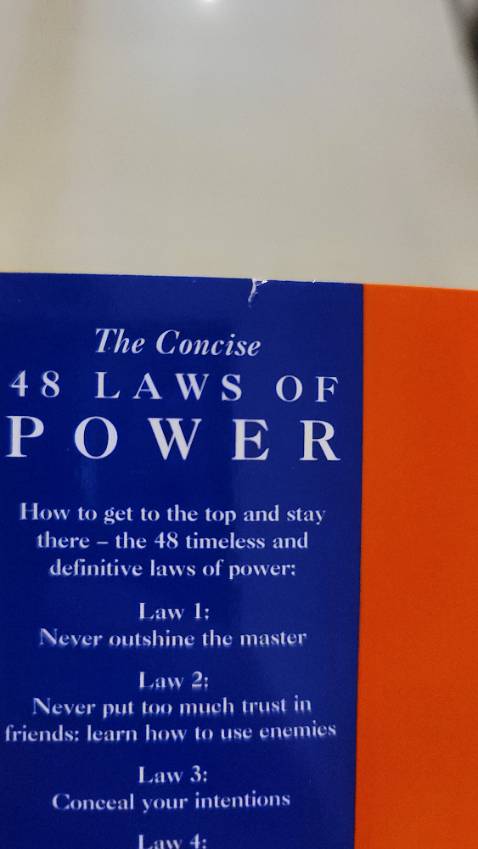 The Concise
48 LAWS OF
POWER
How to get to the top and stay
there – the 48 timeless and
definitive laws of power:
Law 1:
Never outshine the master
Law 2:
Never put too much trust in
friends: learn how to use enemies
Law 3:
Conceal your intentions
Law 4: